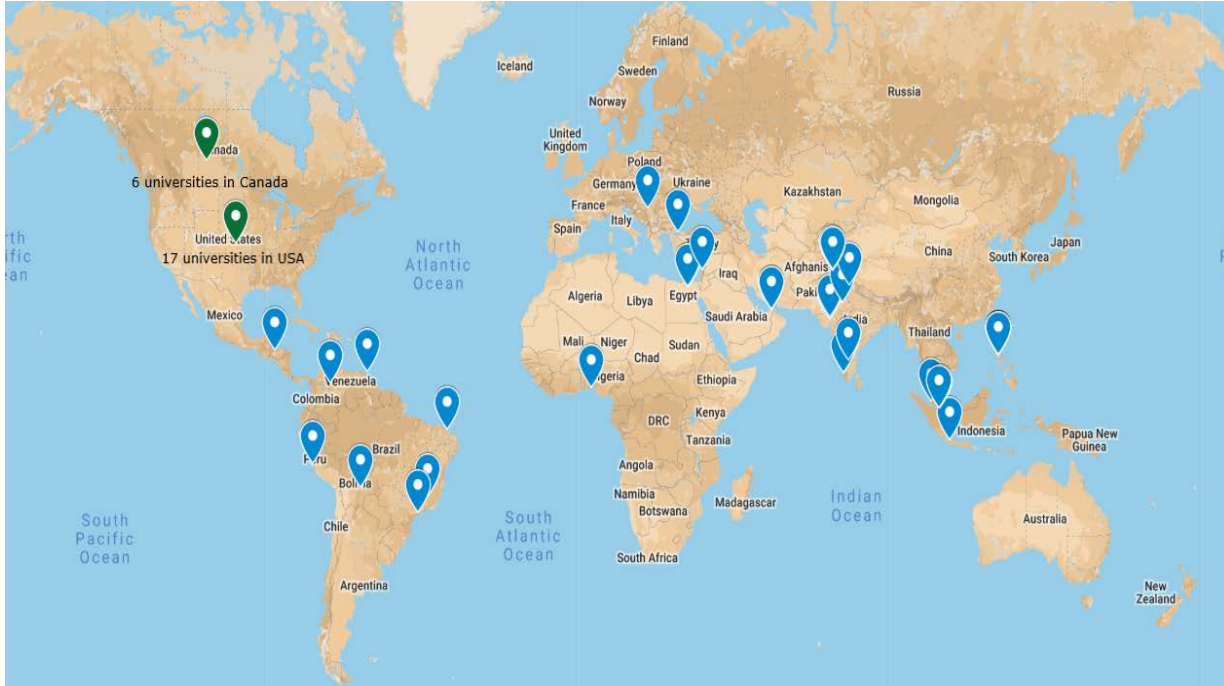 Finland
Iceland
Sweden
Russia
Norway
United
Kingdom
Poland
Germany
Ukraine
Kazakhstan
Mongolia
France
Italy
Spain
6 universities in Canada
United States
17 universities in USA
North
Atlantic
Ocean
China
Japan
South Korea
Iraq
Algeria
Libya
Egypt
Saudi Arabia
Mexico
Mali
Niger
Chad
Sudan
Thailand
Ethiopia
Colombia
DRC
Kenya
Tanzania
Indonesia
Papua New
Guinea
Brazil
Angola
Namibia
Botswana
Madagascar
Indian
Ocean
Australia
South
Pacific
Ocean
Chile
South
Atlantic
Ocean
South Africa
Argentina
New
Zealand